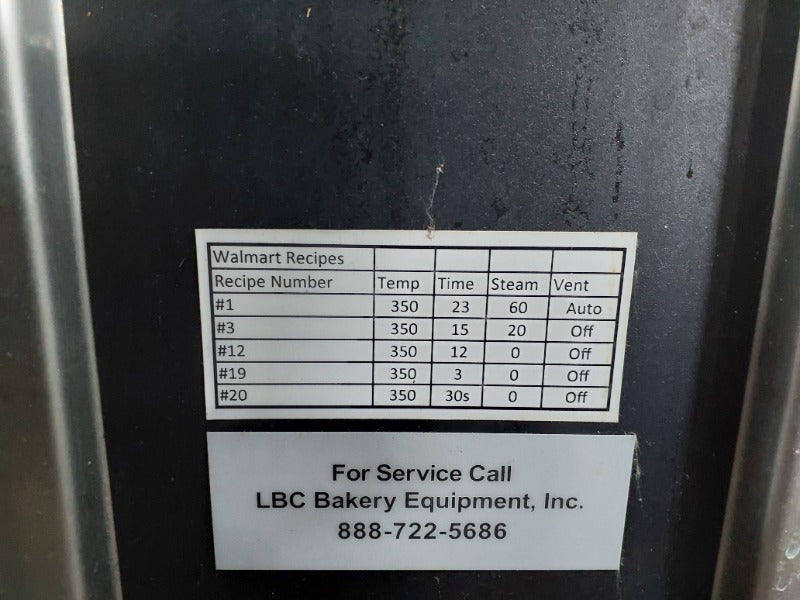 Walmart Recipes
Recipe Number Temp Time Steam Vent
#1 350 23 60 Auto
#3 350 15 20 Off
#12 350 12 0 Off
#19 350 3 0 Off
#20 350 30s 0 Off
For Service Call
LBC Bakery Equipment, Inc.
888-722-5686